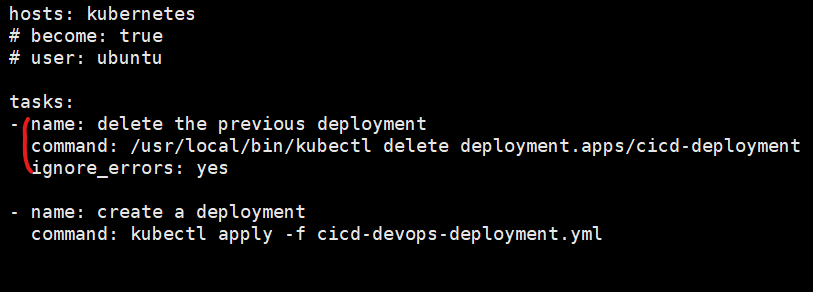 hosts: kubernetes
# become: true
# user: ubuntu
tasks:
- name: delete the previous deployment
command: /usr/local/bin/kubectl delete deployment.apps/cicd-deployment
ignore_errors: yes
- name: create a deployment
command: kubectl apply -f cicd-devops-deployment.yml